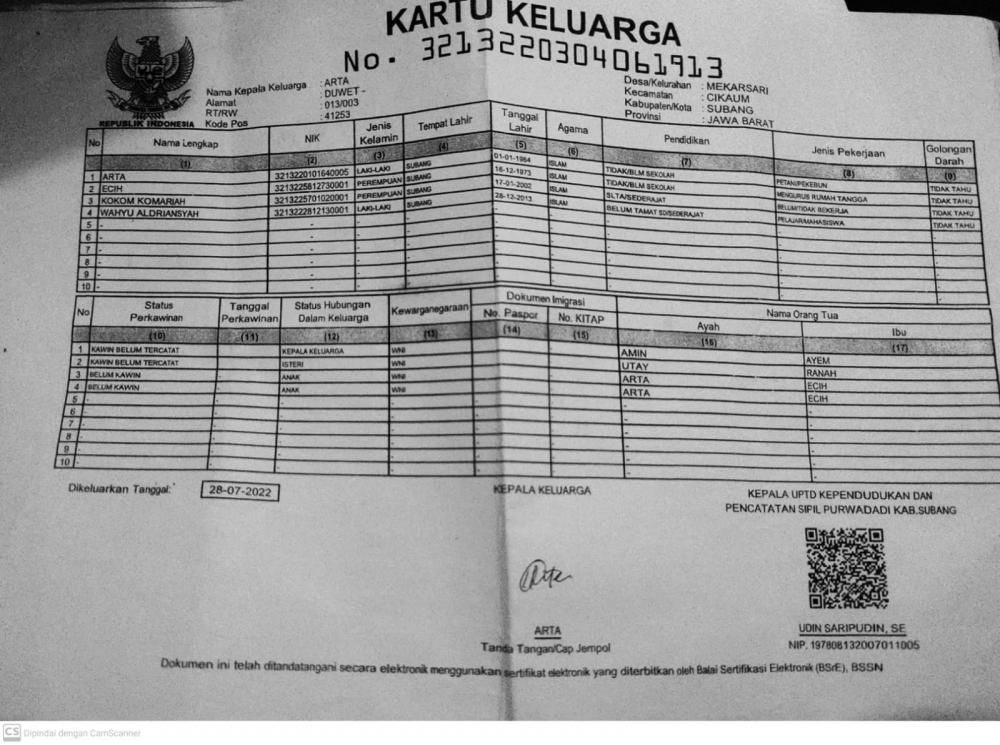 KARTU KELUARGA
No. 3213220304061913
REPUBLIK INDONESIA
Nama Kepala Keluarga : ARTA
Alamat : DUWET -
RT/RW : 013/003
Kode Pos : 41253
Desa/Kelurahan : MEKARSARI
Kecamatan : CIKAUM
Kabupaten/Kota : SUBANG
Provinsi : JAWA BARAT
No Nama Lengkap NIK Jenis Kelamin Tempat Lahir Tanggal Lahir Agama Pendidikan Jenis Pekerjaan Golongan Darah
(1) (2) (3) (4) (5) (6) (7) (8) (9)
1 ARTA 3213220101640005 LAKI-LAKI SUBANG 01-01-1964 ISLAM TIDAK/BLM SEKOLAH PETANI/PEKEBUN TIDAK TAHU
2 ECIH 3213225812730001 PEREMPUAN SUBANG 18-12-1973 ISLAM TIDAK/BLM SEKOLAH MENGURUS RUMAH TANGGA TIDAK TAHU
3 KOKOM KOMARIAH 3213225701020001 PEREMPUAN SUBANG 17-01-2002 ISLAM SLTA/SEDERAJAT BELUM/TIDAK BEKERJA TIDAK TAHU
4 WAHYU ALDRIANSYAH 3213222812130001 LAKI-LAKI SUBANG 28-12-2013 ISLAM BELUM TAMAT SD/SEDERAJAT PELAJAR/MAHASISWA TIDAK TAHU
5 - - - - - - - -
6 - - - - - - - -
7 - - - - - - - -
8 - - - - - - - -
9 - - - - - - - -
10 - - - - - - - -
No Status Perkawinan Tanggal Perkawinan Status Hubungan Dalam Keluarga Kewarganegaraan Dokumen Imigrasi Nama Orang Tua
No. Paspor No. KITAP Ayah Ibu
(10) (11) (12) (13) (14) (15) (16) (17)
1 KAWIN BELUM TERCATAT KEPALA KELUARGA WNI AMIN AYEM
2 KAWIN BELUM TERCATAT ISTERI WNI UTAY RANAH
3 BELUM KAWIN ANAK WNI ARTA ECIH
4 BELUM KAWIN ANAK WNI ARTA ECIH
5 - - - - - - -
6 - - - - - - -
7 - - - - - - -
8 - - - - - - -
9 - - - - - - -
10 - - - - - - -
Dikeluarkan Tanggal: 28-07-2022
KEPALA KELUARGA
KEPALA UPTD KEPENDUDUKAN DAN
PENCATATAN SIPIL PURWADADI KAB.SUBANG
Arta
ARTA
Tanda Tangan/Cap Jempol
UDIN SARIPUDIN, SE
NIP. 197808132007011005
Dokumen ini telah ditandatangani secara elektronik menggunakan sertifikat elektronik yang diterbitkan oleh Balai Sertifikasi Elektronik (BSrE), BSSN
CS Dipindai dengan CamScanner